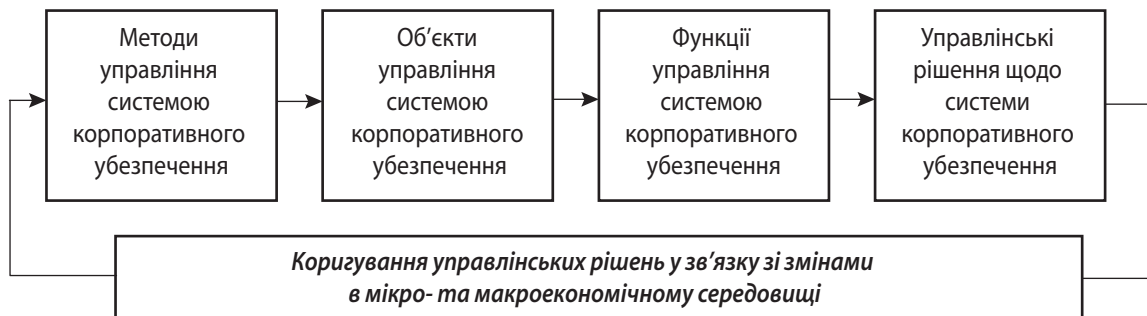 Методи
управління
системою
корпоративного
убезпечення
Об’єкти
управління
системою
корпоративного
убезпечення
Функції
управління
системою
корпоративного
убезпечення
Управлінські
рішення щодо
системи
корпоративного
убезпечення
Коригування управлінських рішень у зв’язку зі змінами
в мікро- та макроекономічному середовищі